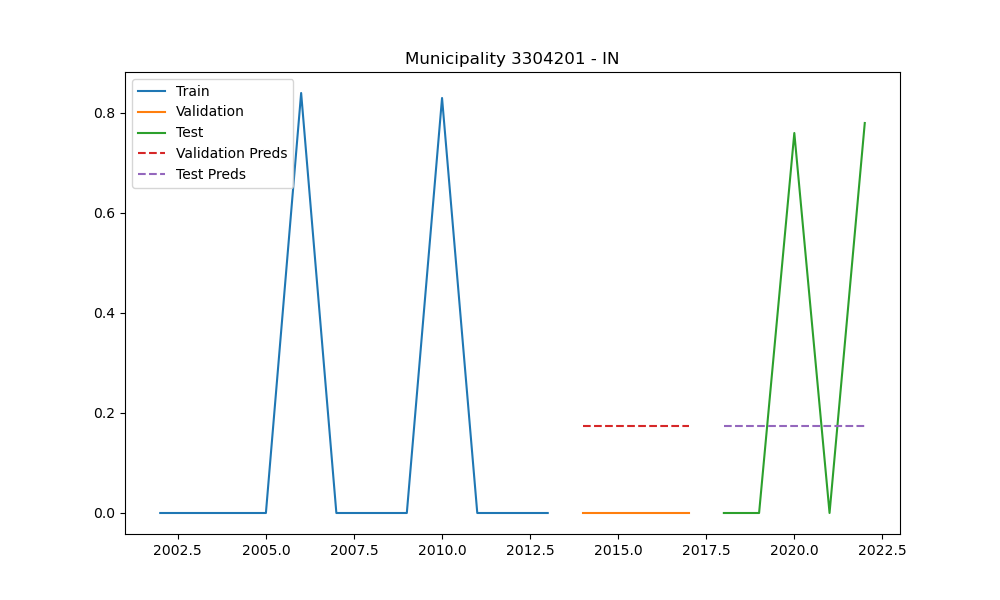 Municipality 3304201 - IN
Train
Validation
Test
Validation Preds
Test Preds
0.8
0.6
0.4
0.2
0.0
2002.5 2005.0 2007.5 2010.0 2012.5 2015.0 2017.5 2020.0 2022.5